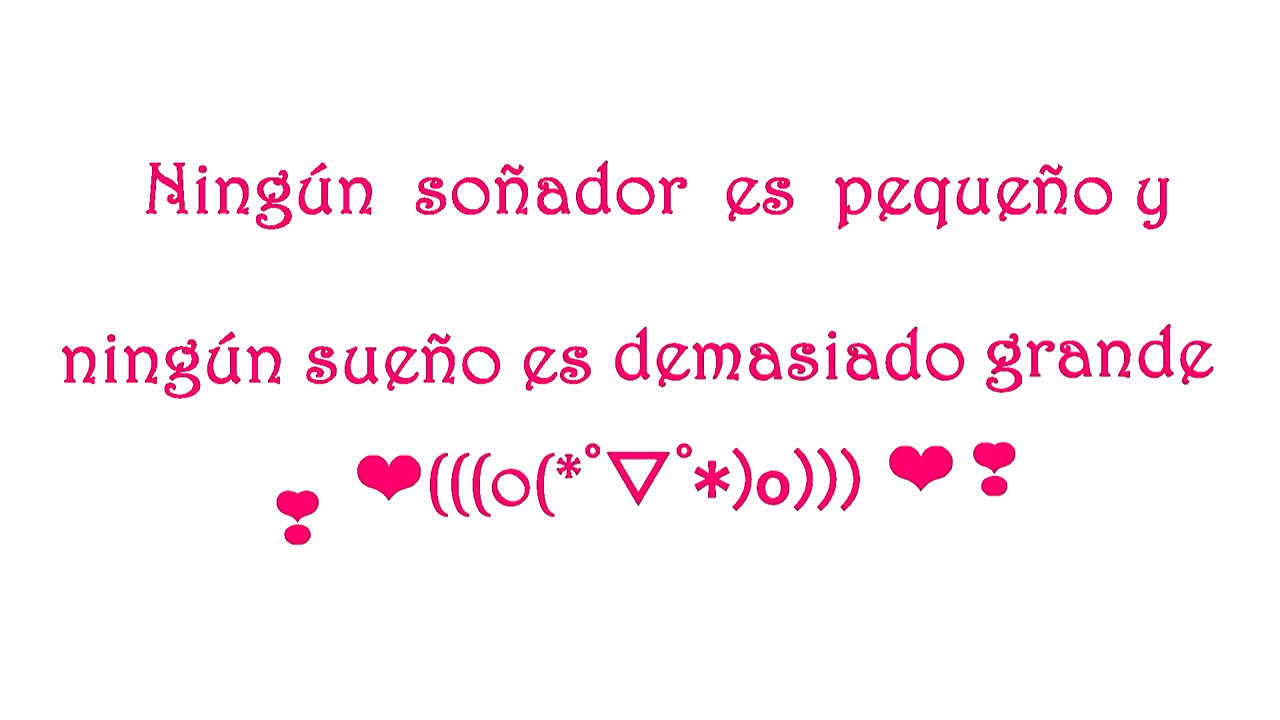 Ningún soñador es pequeño y
ningún sueño es demasiado grande
❣ ❤(((o(*ﾟ▽ﾟ*)o))) ❤❣